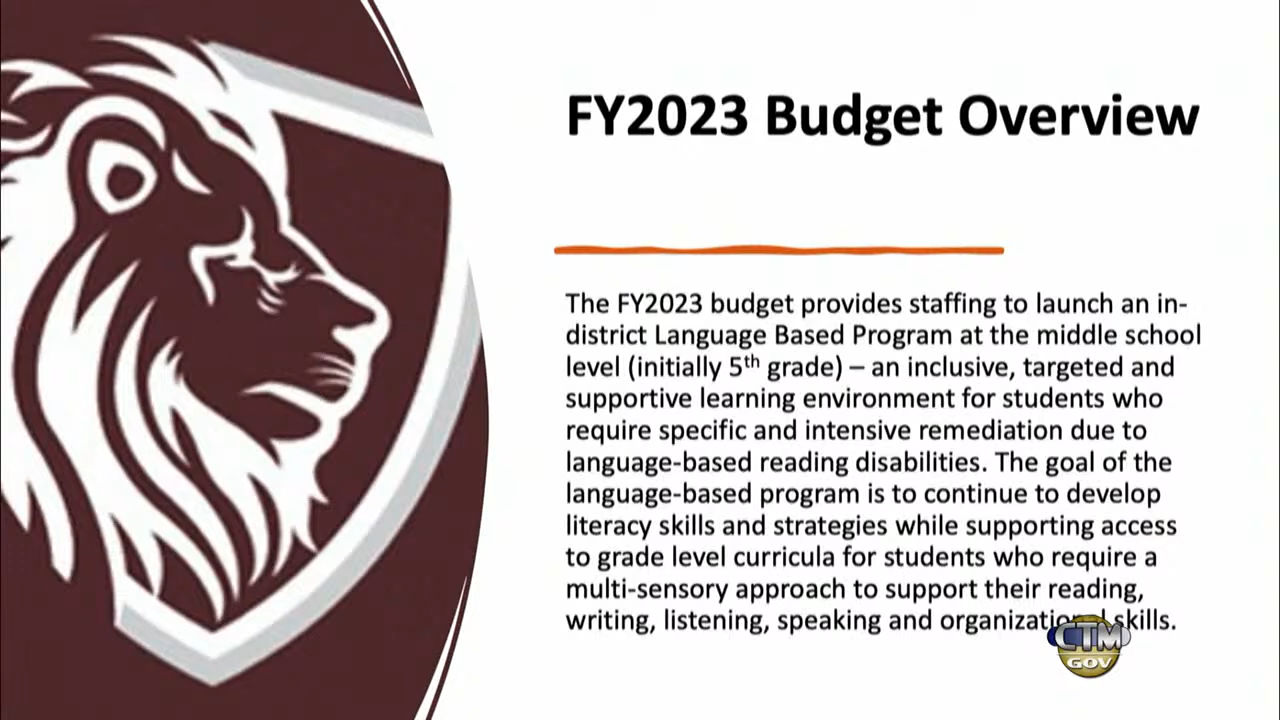 FY2023 Budget Overview
The FY2023 budget provides staffing to launch an in-
district Language Based Program at the middle school
level (initially 5th grade) – an inclusive, targeted and
supportive learning environment for students who
require specific and intensive remediation due to
language-based reading disabilities. The goal of the
language-based program is to continue to develop
literacy skills and strategies while supporting access
to grade level curricula for students who require a
multi-sensory approach to support their reading,
writing, listening, speaking and organizational skills.
CTM
GOV